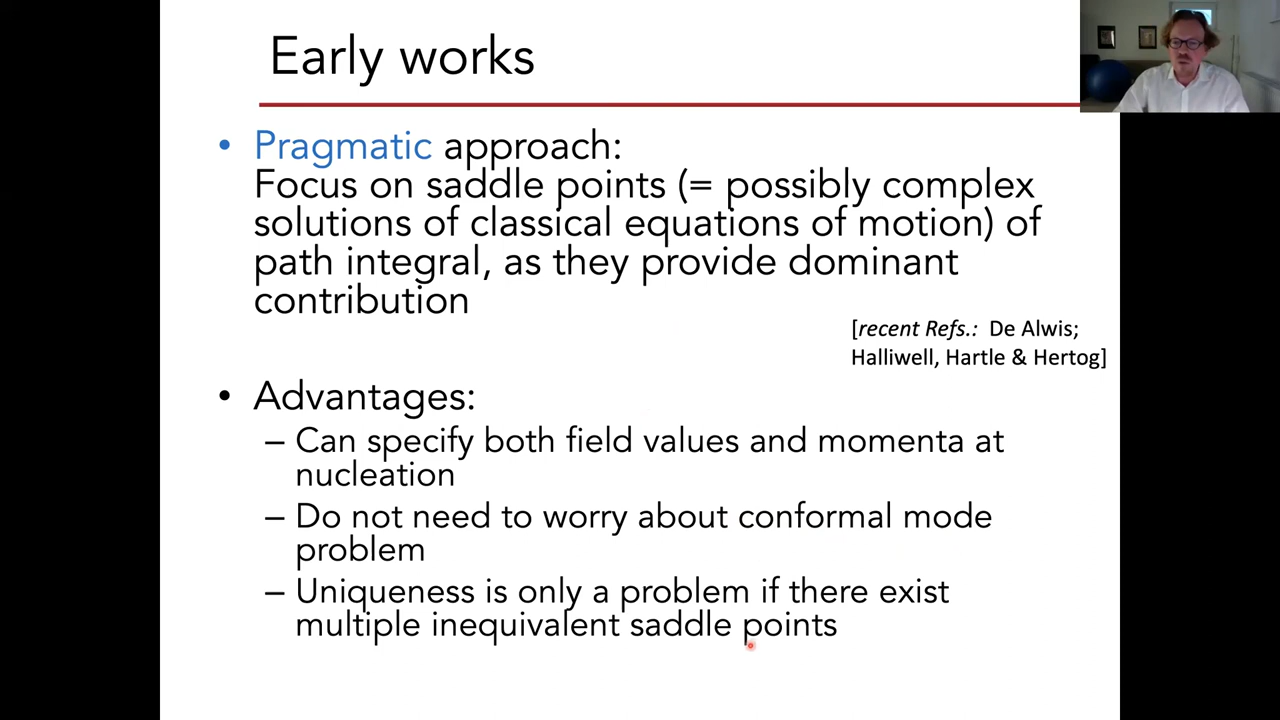 Early works
• Pragmatic approach:
Focus on saddle points (= possibly complex
solutions of classical equations of motion) of
path integral, as they provide dominant
contribution
[recent Refs.: De Alwis;
Halliwell, Hartle & Hertog]
• Advantages:
– Can specify both field values and momenta at
nucleation
– Do not need to worry about conformal mode
problem
– Uniqueness is only a problem if there exist
multiple inequivalent saddle points